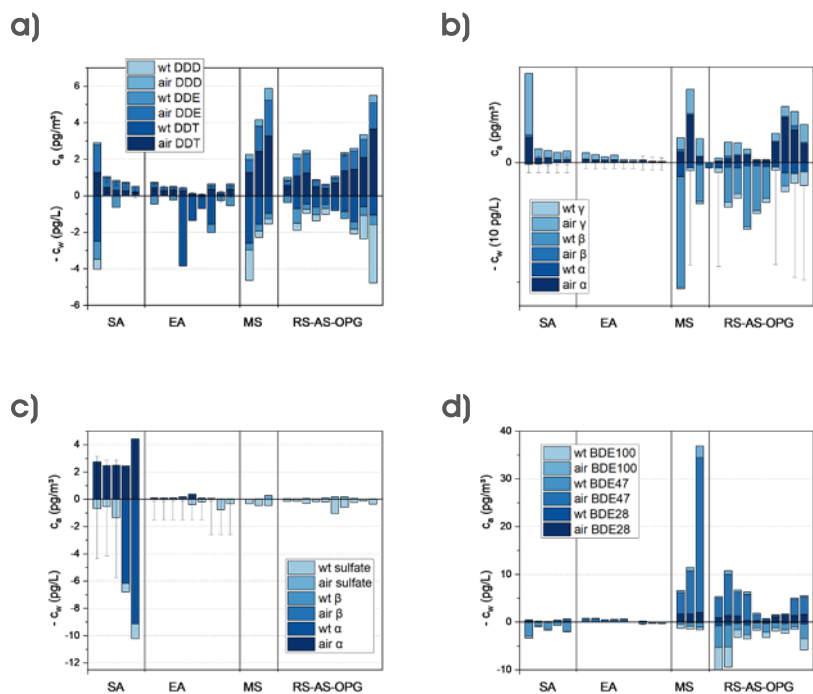 a)
wt DDD
air DDD
wt DDE
air DDE
wt DDT
air DDT
cₐ (pg/m³)
- c_w (pg/L)
6
4
2
0
-2
-4
-6
SA EA MS RS-AS-OPG
b)
cₐ (pg/m³)
- c_w (10 pg/L)
0
wt γ
air γ
wt β
air β
wt α
air α
SA EA MS RS-AS-OPG
c)
cₐ (pg/m³)
- c_w (pg/L)
4
2
0
-2
-4
-6
-8
-10
-12
wt sulfate
air sulfate
wt β
air β
wt α
air α
SA EA MS RS-AS-OPG
d)
cₐ (pg/m³)
- c_w (pg/L)
40
30
20
10
0
-10
wt BDE100
air BDE100
wt BDE47
air BDE47
wt BDE28
air BDE28
SA EA MS RS-AS-OPG